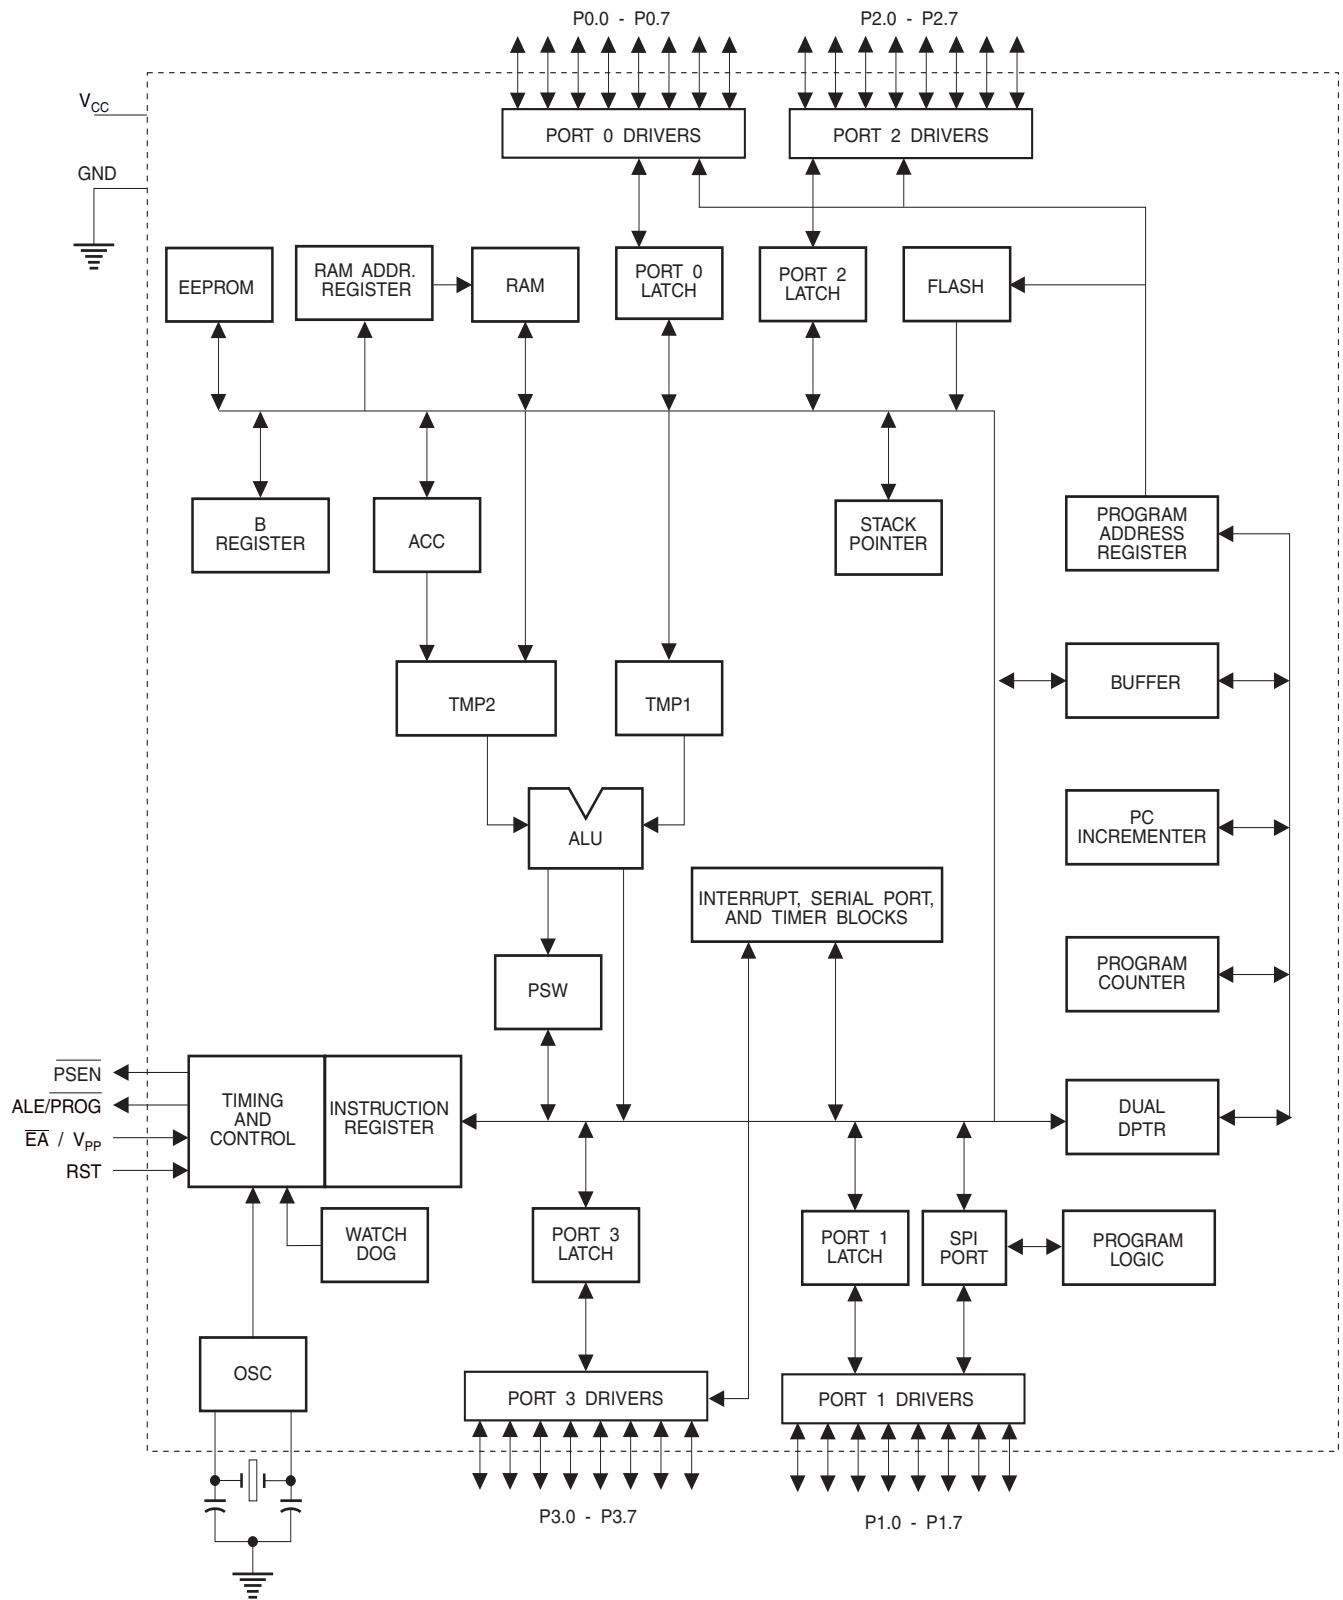 P0.0 - P0.7
P2.0 - P2.7
VCC
PORT 0 DRIVERS
PORT 2 DRIVERS
GND
EEPROM
RAM ADDR.
REGISTER
RAM
PORT 0
LATCH
PORT 2
LATCH
FLASH
B
REGISTER
ACC
STACK
POINTER
PROGRAM
ADDRESS
REGISTER
TMP2
TMP1
BUFFER
ALU
PC
INCREMENTER
INTERRUPT, SERIAL PORT,
AND TIMER BLOCKS
PSW
PROGRAM
COUNTER
PSEN
ALE/PROG
EA / VPP
RST
TIMING
AND
CONTROL
INSTRUCTION
REGISTER
DUAL
DPTR
WATCH
DOG
PORT 3
LATCH
PORT 1
LATCH
SPI
PORT
PROGRAM
LOGIC
OSC
PORT 3 DRIVERS
PORT 1 DRIVERS
P3.0 - P3.7
P1.0 - P1.7